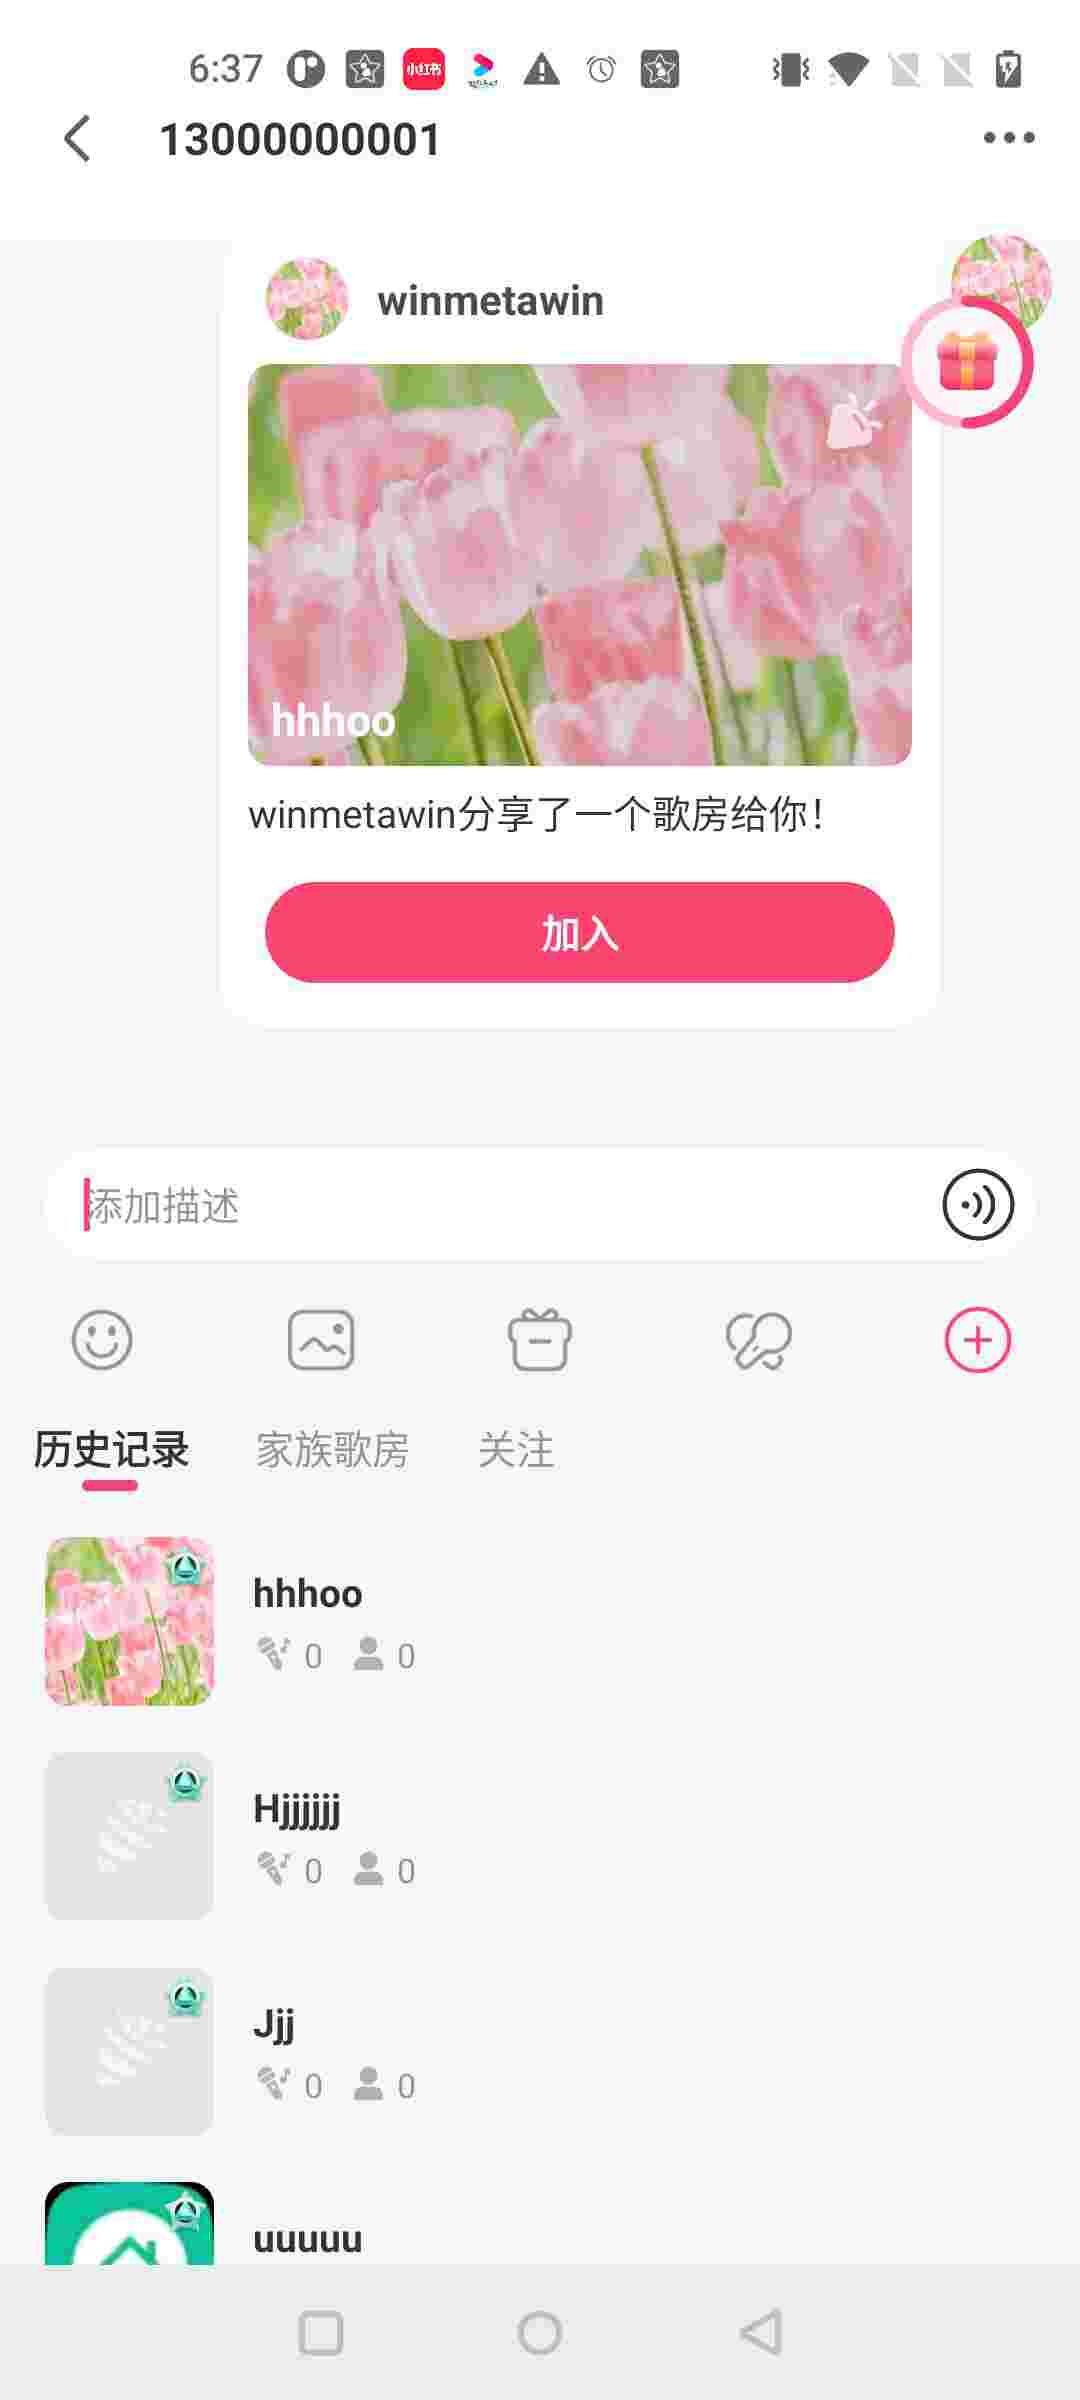 6:37
小红书
13000000001
winmetawin
hhhoo
winmetawin分享了一个歌房给你！
加入
添加描述
历史记录 家族歌房 关注
hhhoo
0 0
Hjjjjjj
0 0
Jjj
0 0
uuuuu